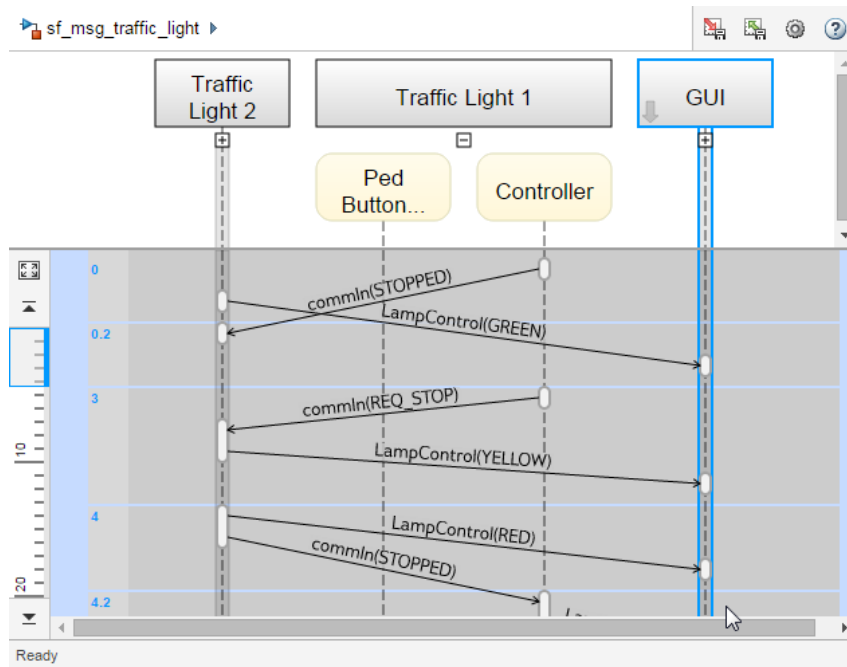 sf_msg_traffic_light
Traffic
Light 2
Traffic Light 1
GUI
Ped
Button...
Controller
0
commIn(STOPPED)
LampControl(GREEN)
0.2
3
commIn(REQ_STOP)
10
LampControl(YELLOW)
4
LampControl(RED)
commIn(STOPPED)
20
4.2
Ready